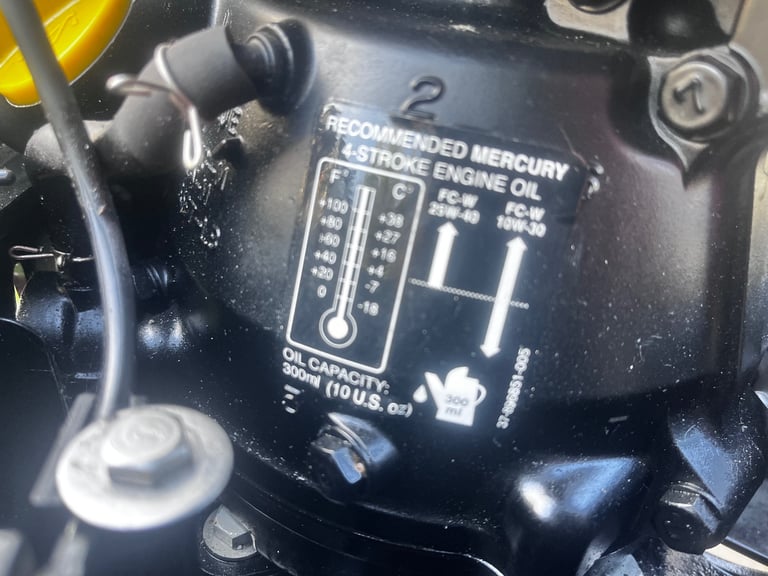 2
RECOMMENDED MERCURY
4-STROKE ENGINE OIL
F° C°
+100 +38
+80 +27
+60 +16
+40 +4
+20 -7
0 -18
FC-W
25W-40
FC-W
10W-30
OIL CAPACITY:
300ml (10 U.S. oz)
300
ml
7